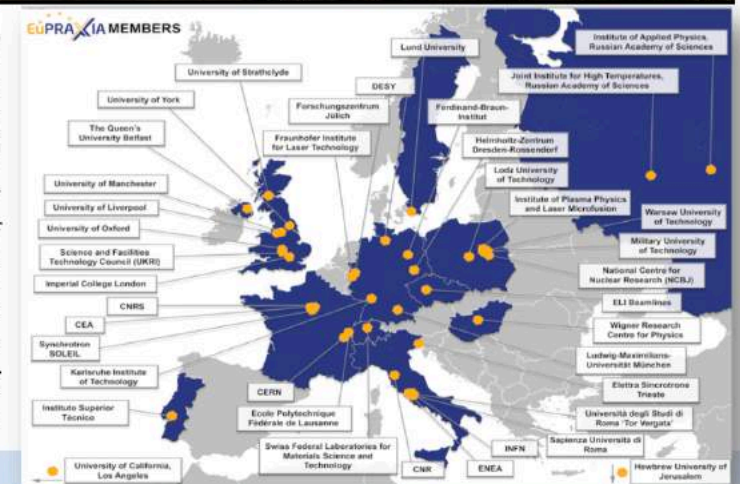 EuPRAXIA MEMBERS
Lund University
Institute of Applied Physics,
Russian Academy of Sciences
University of Strathclyde
DESY
Joint Institute for High Temperatures,
Russian Academy of Sciences
University of York
Forschungszentrum
Jülich
Ferdinand-Braun-
Institut
The Queen's
University Belfast
Fraunhofer Institute
for Laser Technology
Helmholtz-Zentrum
Dresden-Rossendorf
Lodz University
of Technology
University of Manchester
Institute of Plasma Physics
and Laser Microfusion
University of Liverpool
Warsaw University
of Technology
University of Oxford
Military University
of Technology
Science and Facilities
Technology Council (UKRI)
National Centre for
Nuclear Research (NCBJ)
Imperial College London
ELI Beamlines
CNRS
Wigner Research
Centre for Physics
CEA
Synchrotron
SOLEIL
Ludwig-Maximilians-
Universität München
Karlsruhe Institute
of Technology
Elettra Sincrotrone
Trieste
CERN
Instituto Superior
Técnico
Ecole Polytechnique
Fédérale de Lausanne
Università degli Studi di
Roma 'Tor Vergata'
Swiss Federal Laboratories for
Materials Science and
Technology
INFN
Sapienza Università di
Roma
CNR
ENEA
University of California,
Los Angeles
Hewbrew University of
Jerusalem